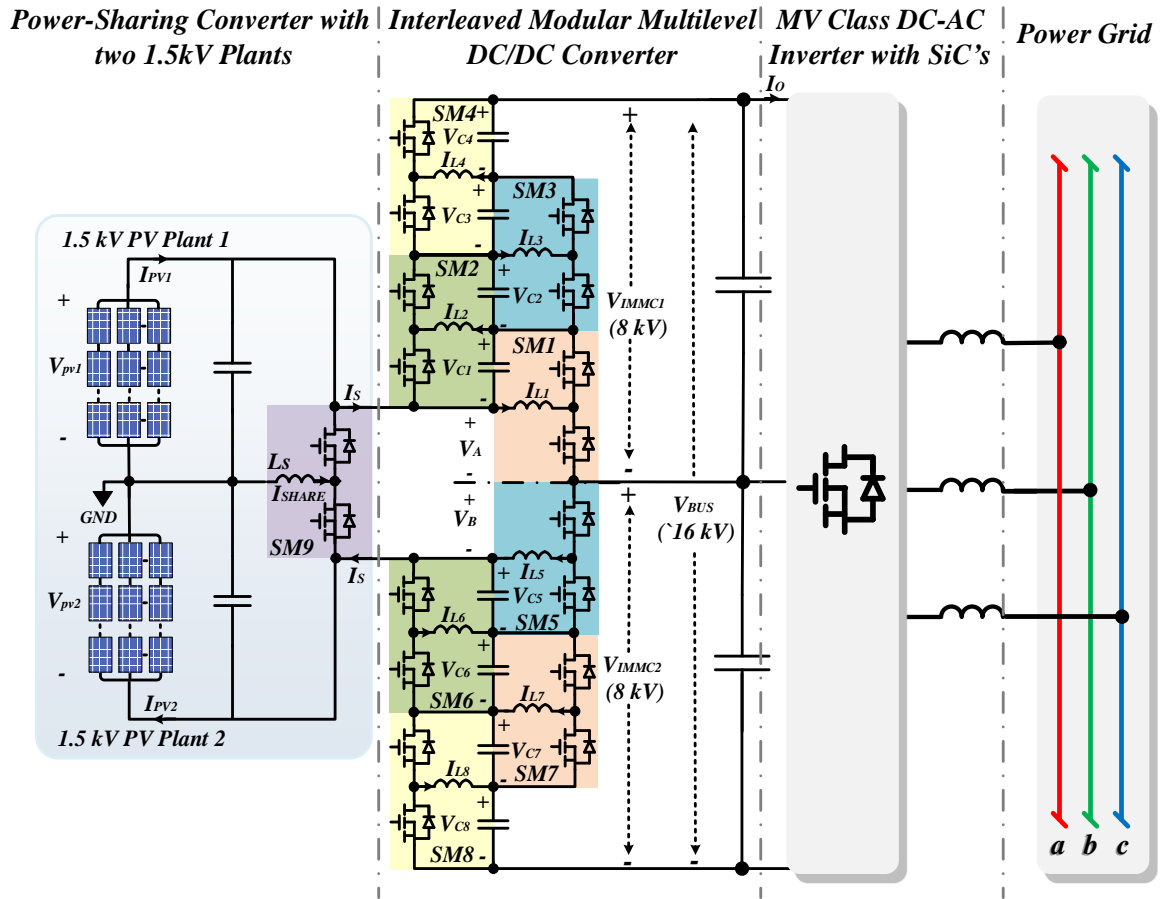 Power-Sharing Converter with
two 1.5kV Plants
Interleaved Modular Multilevel
DC/DC Converter
MV Class DC-AC
Inverter with SiC's
Power Grid
1.5 kV PV Plant 1
IPV1
+
Vpv1
-
GND
LS
ISHARE
SM9
+
Vpv2
-
IPV2
1.5 kV PV Plant 2
IS
IS
SM4
+
VC4
-
IL4
+
VC3
-
SM3
IL3
SM2
+
VC2
-
IL2
+
VC1
-
SM1
IL1
+
VA
-
+
VB
-
IL5
+
VC5
-
SM5
IL6
+
VC6
-
SM6
IL7
+
VC7
-
SM7
IL8
+
VC8
-
SM8
+
VIMMC1
(8 kV)
-
+
VIMMC2
(8 kV)
-
VBUS
(`16 kV)
-
IO
a
b
c